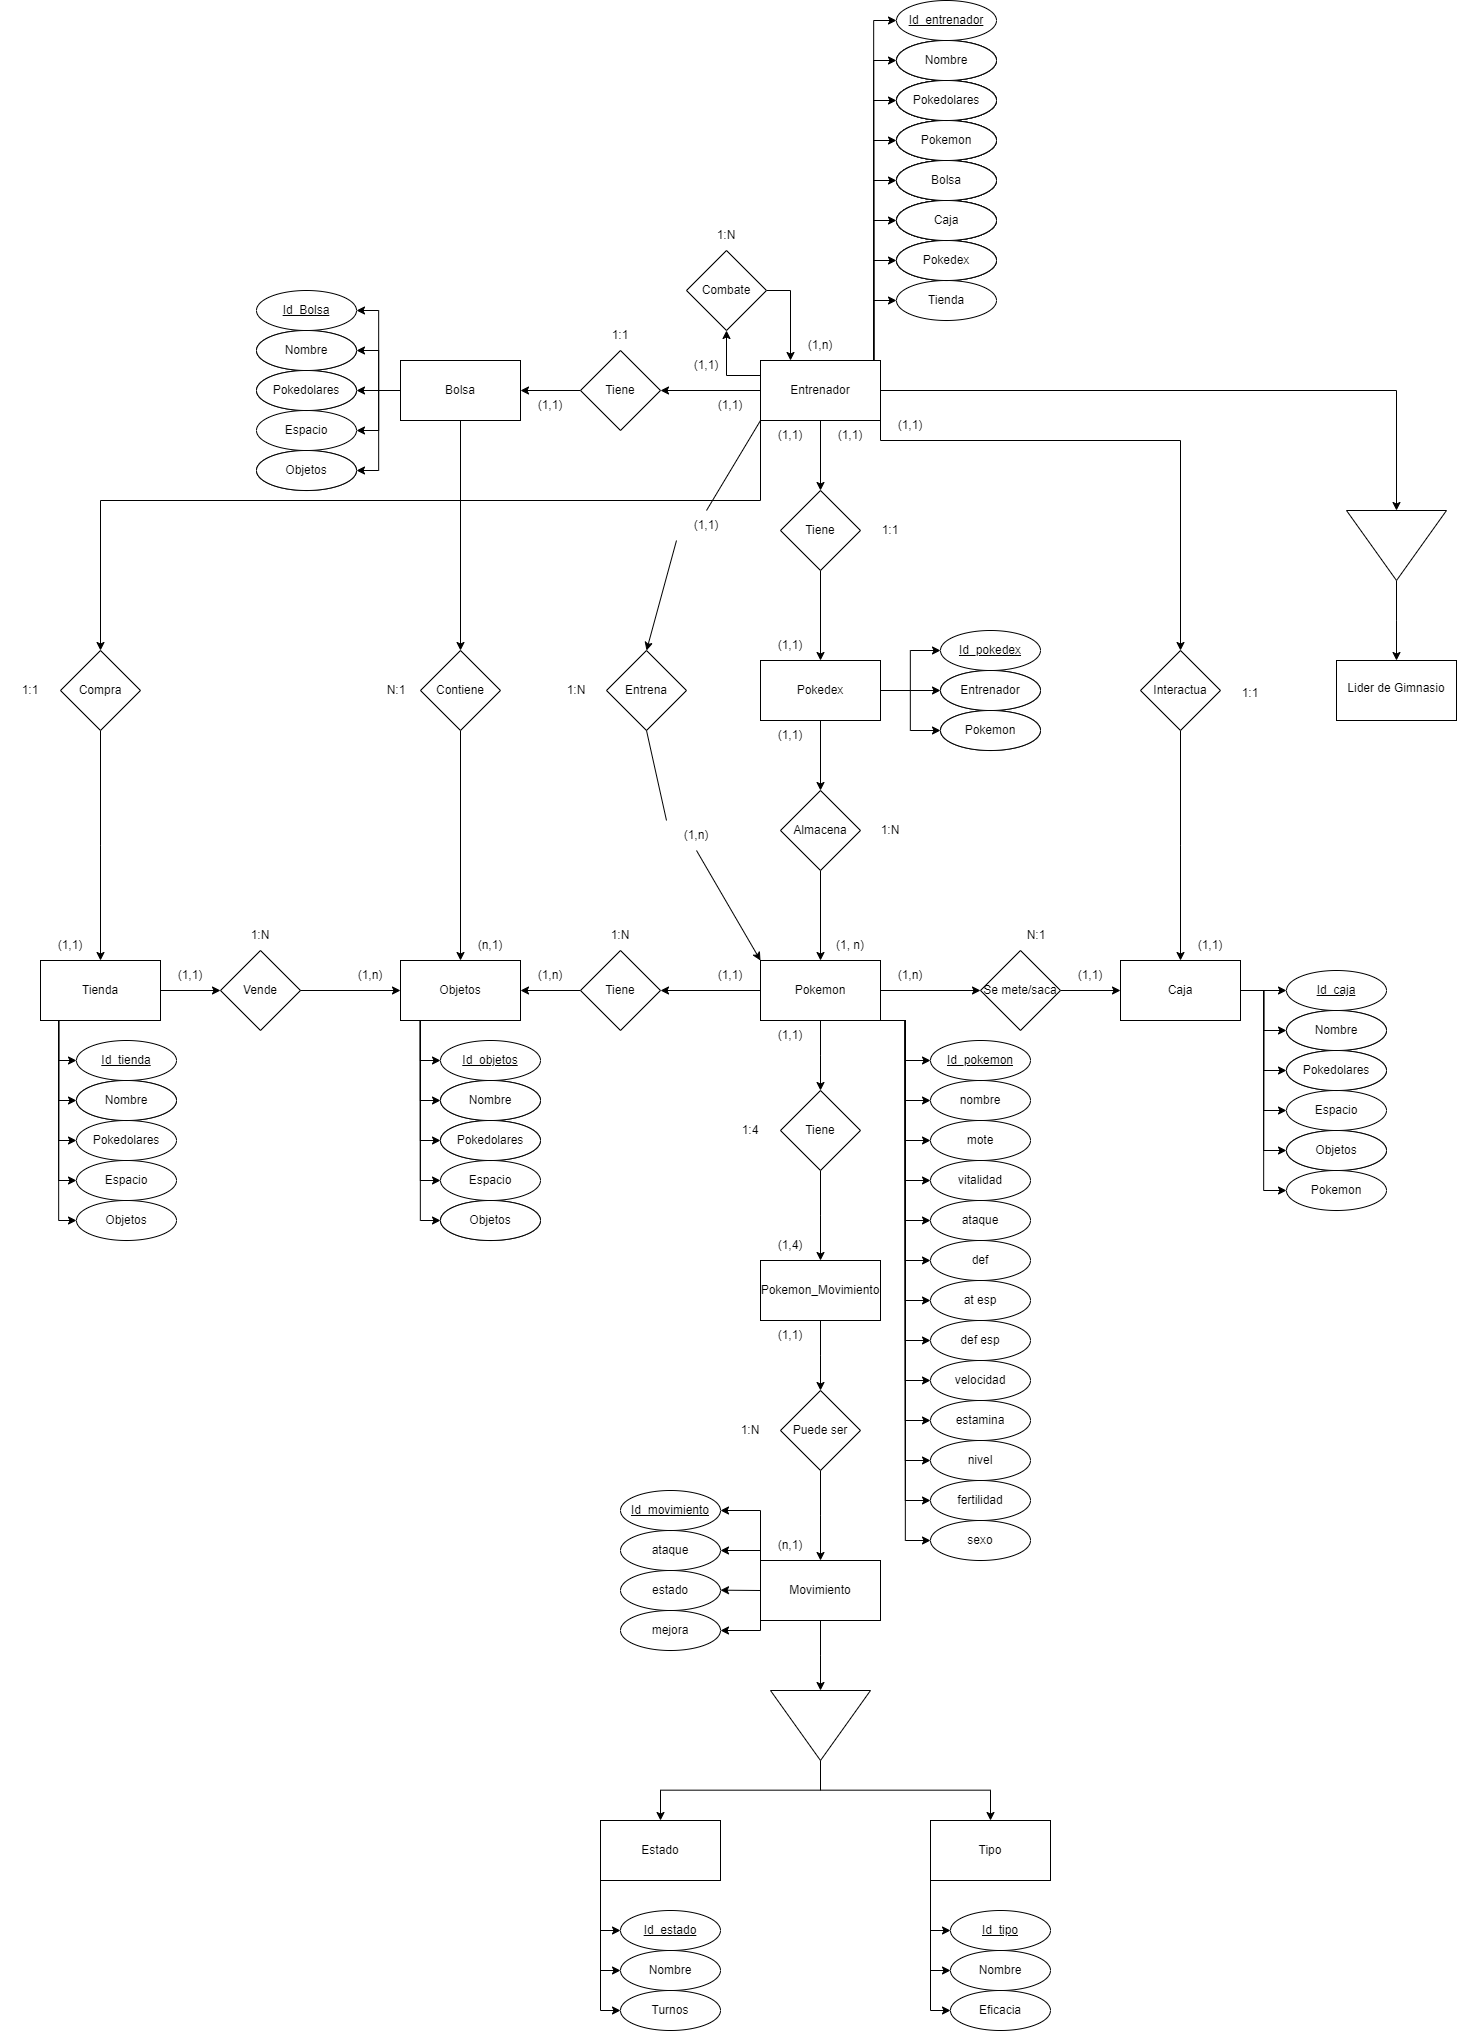 Id_entrenador
Nombre
Pokedolares
Pokemon
Bolsa
Caja
Pokedex
Tienda
1:N
Combate
(1,n)
(1,1)
Id_Bolsa
Nombre
Pokedolares
Espacio
Objetos
Bolsa
1:1
Tiene
(1,1)
(1,1)
Entrenador
(1,1)
(1,1)
(1,1)
(1,1)
Tiene
1:1
1:1
Compra
N:1
Contiene
1:N
Entrena
(1,1)
Pokedex
Id_pokedex
Entrenador
Pokemon
(1,1)
Interactua
1:1
Lider de Gimnasio
(1,n)
Almacena
1:N
(1,1)
Tienda
(1,1)
1:N
Vende
(1,n)
(n,1)
Objetos
(1,n)
1:N
Tiene
(1,1)
(1, n)
Pokemon
(1,n)
N:1
Se mete/saca
(1,1)
(1,1)
Caja
Id_caja
Nombre
Pokedolares
Espacio
Objetos
Pokemon
Id_tienda
Nombre
Pokedolares
Espacio
Objetos
Id_objetos
Nombre
Pokedolares
Espacio
Objetos
(1,1)
1:4
Tiene
(1,4)
Pokemon_Movimiento
(1,1)
1:N
Puede ser
(n,1)
Id_pokemon
nombre
mote
vitalidad
ataque
def
at esp
def esp
velocidad
estamina
nivel
fertilidad
sexo
Id_movimiento
ataque
estado
mejora
Movimiento
Estado
Tipo
Id_estado
Nombre
Turnos
Id_tipo
Nombre
Eficacia